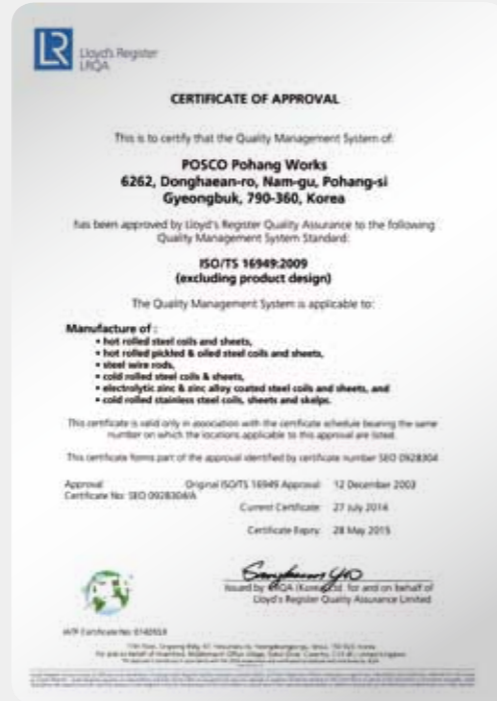 LR
Lloyd's Register
LRQA
CERTIFICATE OF APPROVAL
This is to certify that the Quality Management System of:
POSCO Pohang Works
6262, Donghaean-ro, Nam-gu, Pohang-si
Gyeongbuk, 790-360, Korea
has been approved by Lloyd's Register Quality Assurance to the following
Quality Management System Standard:
ISO/TS 16949:2009
(excluding product design)
The Quality Management System is applicable to:
Manufacture of :
• hot rolled steel coils and sheets,
• hot rolled pickled & oiled steel coils and sheets,
• steel wire rods,
• cold rolled steel coils & sheets,
• electrolytic zinc & zinc alloy coated steel coils and sheets, and
• cold rolled stainless steel coils, sheets and skelps.
This certificate is valid only in association with the certificate schedule bearing the same
number on which the locations applicable to this approval are listed.
This certificate forms part of the approval identified by certificate number SEO 0928304
Approval Original ISO/TS 16949 Approval: 12 December 2003
Certificate No: SEO 0928304/A
Current Certificate: 27 July 2014
Certificate Expiry: 28 May 2015
Issued by LRQA (Korea) Ltd. for and on behalf of
Lloyd's Register Quality Assurance Limited
IATF Certificate No: